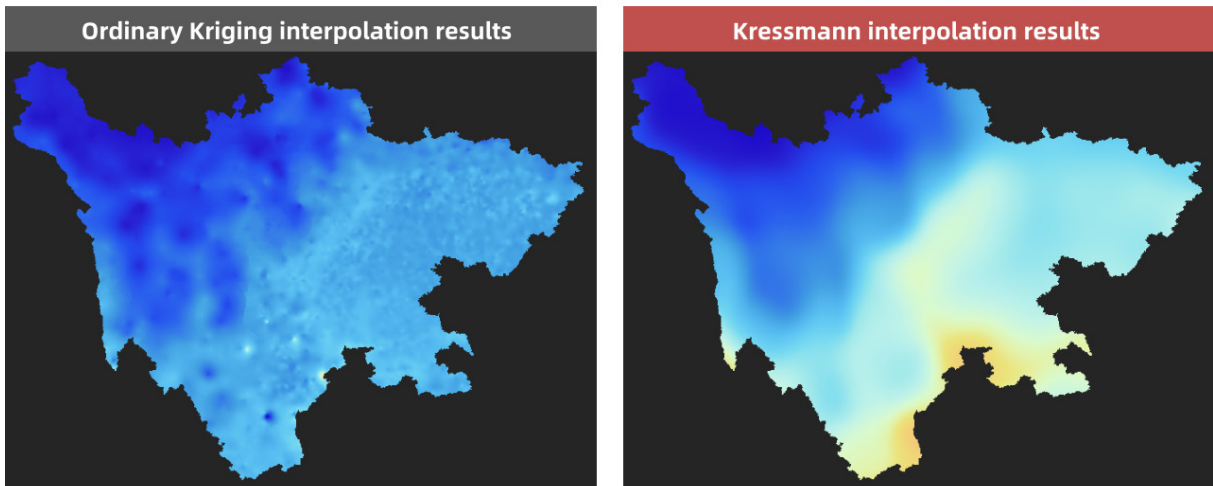 Ordinary Kriging interpolation results
Kressmann interpolation results